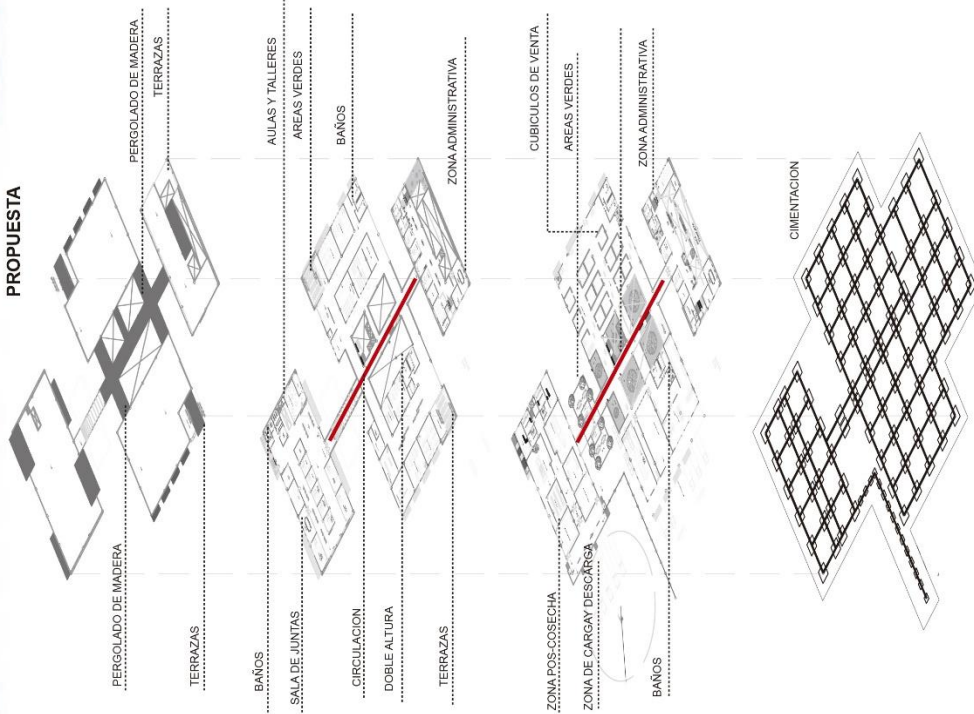 PROPUESTA
PERGOLADO DE MADERA
TERRAZAS
PERGOLADO DE MADERA
TERRAZAS
AULAS Y TALLERES
AREAS VERDES
BAÑOS
ZONA ADMINISTRATIVA
BAÑOS
SALA DE JUNTAS
CIRCULACION
DOBLE ALTURA
TERRAZAS
CUBICULOS DE VENTA
AREAS VERDES
ZONA ADMINISTRATIVA
ZONA POS-COSECHA
ZONA DE CARGAY DESCARGA
BAÑOS
CIMENTACION